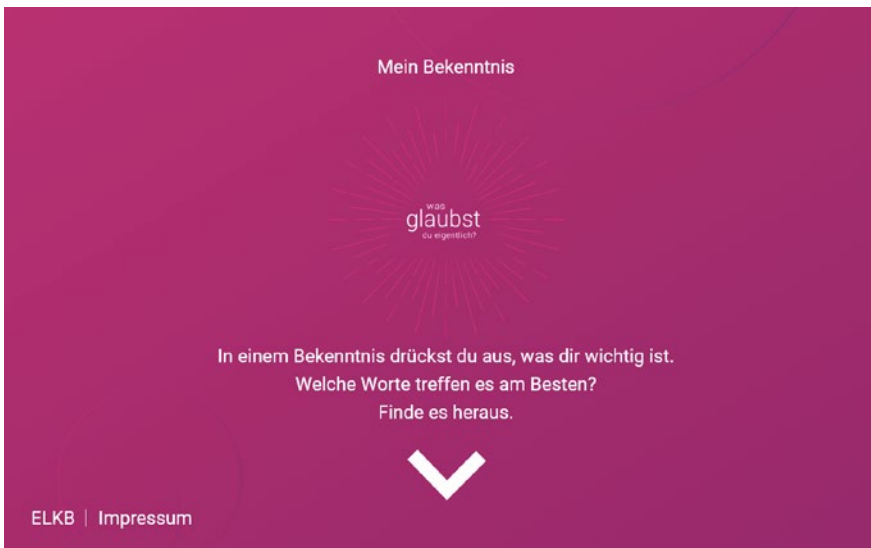 Mein Bekenntnis
was
glaubst
du eigentlich?
In einem Bekenntnis drückst du aus, was dir wichtig ist.
Welche Worte treffen es am Besten?
Finde es heraus.
ELKB | Impressum